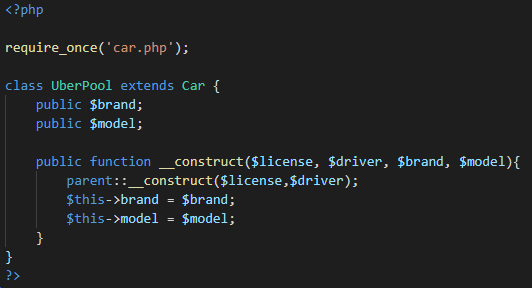 <?php
require_once('car.php');
class UberPool extends Car {
public $brand;
public $model;
public function __construct($license, $driver, $brand, $model){
parent::__construct($license,$driver);
$this->brand = $brand;
$this->model = $model;
}
}
?>